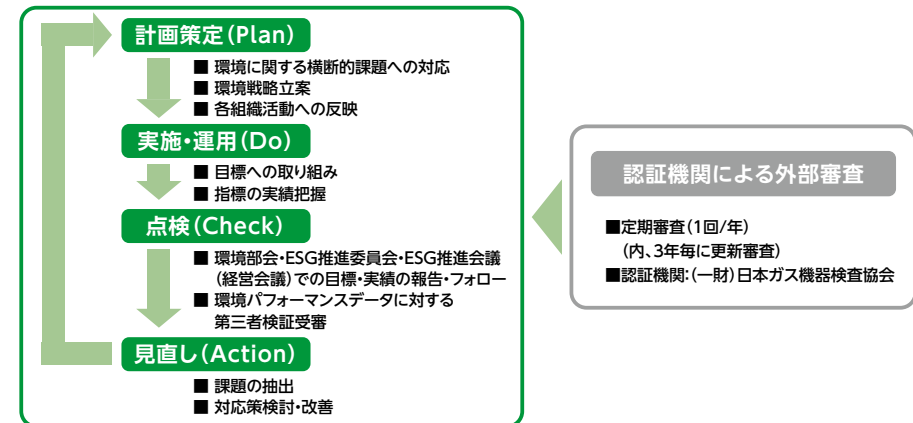 計画策定（Plan）
■ 環境に関する横断的課題への対応
■ 環境戦略立案
■ 各組織活動への反映
実施・運用（Do）
■ 目標への取り組み
■ 指標の実績把握
点検（Check）
■ 環境部会・ESG推進委員会・ESG推進会議
（経営会議）での目標・実績の報告・フォロー
■ 環境パフォーマンスデータに対する
第三者検証受審
見直し（Action）
■ 課題の抽出
■ 対応策検討・改善
認証機関による外部審査
■定期審査（1回/年）
（内、3年毎に更新審査）
■認証機関：（一財）日本ガス機器検査協会